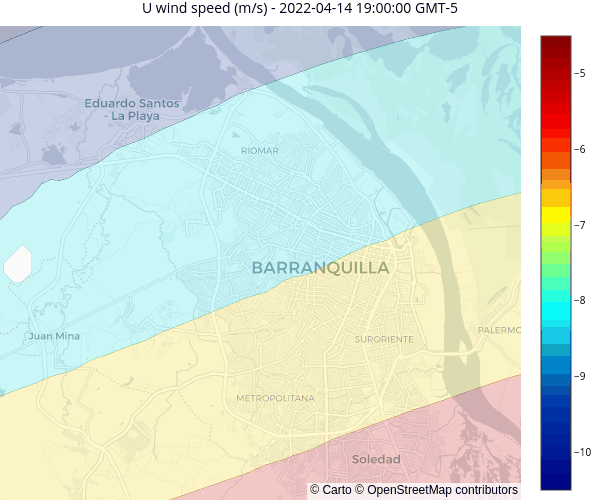 U wind speed (m/s) - 2022-04-14 19:00:00 GMT-5
Eduardo Santos
- La Playa
RIOMAR
BARRANQUILLA
Juan Mina
SURORIENTE
PALERMO
METROPOLITANA
Soledad
© Carto © OpenStreetMap contributors
−5
−6
−7
−8
−9
−10